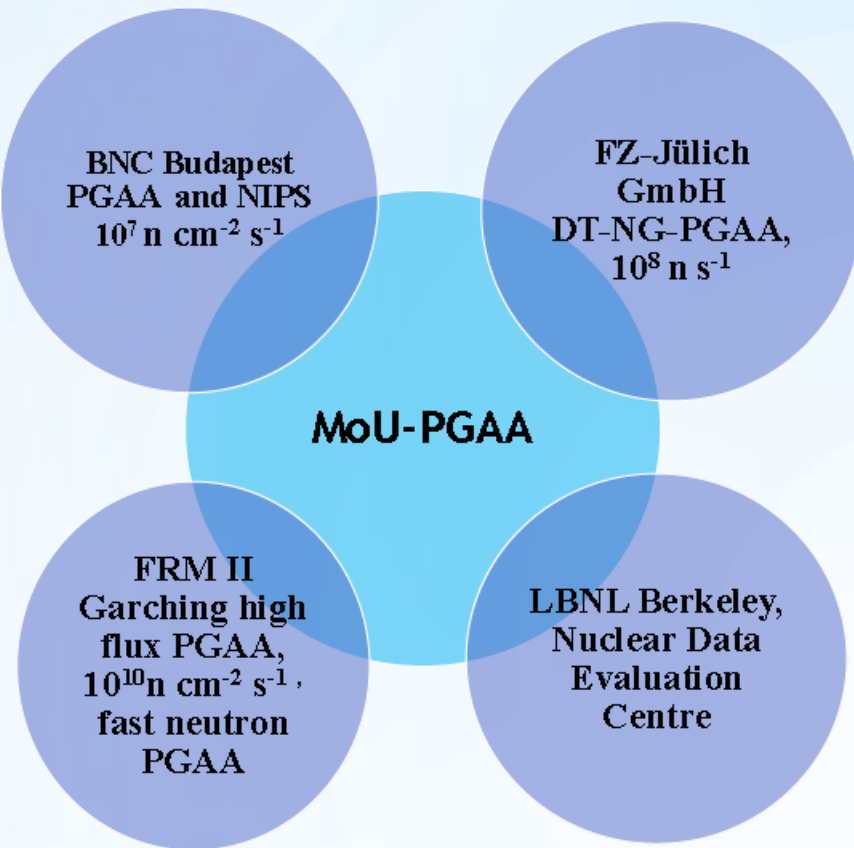 BNC Budapest
PGAA and NIPS
10⁷ n cm⁻² s⁻¹
FZ-Jülich
GmbH
DT-NG-PGAA,
10⁸ n s⁻¹
MoU-PGAA
FRM II
Garching high
flux PGAA,
10¹⁰n cm⁻² s⁻¹ ,
fast neutron
PGAA
LBNL Berkeley,
Nuclear Data
Evaluation
Centre